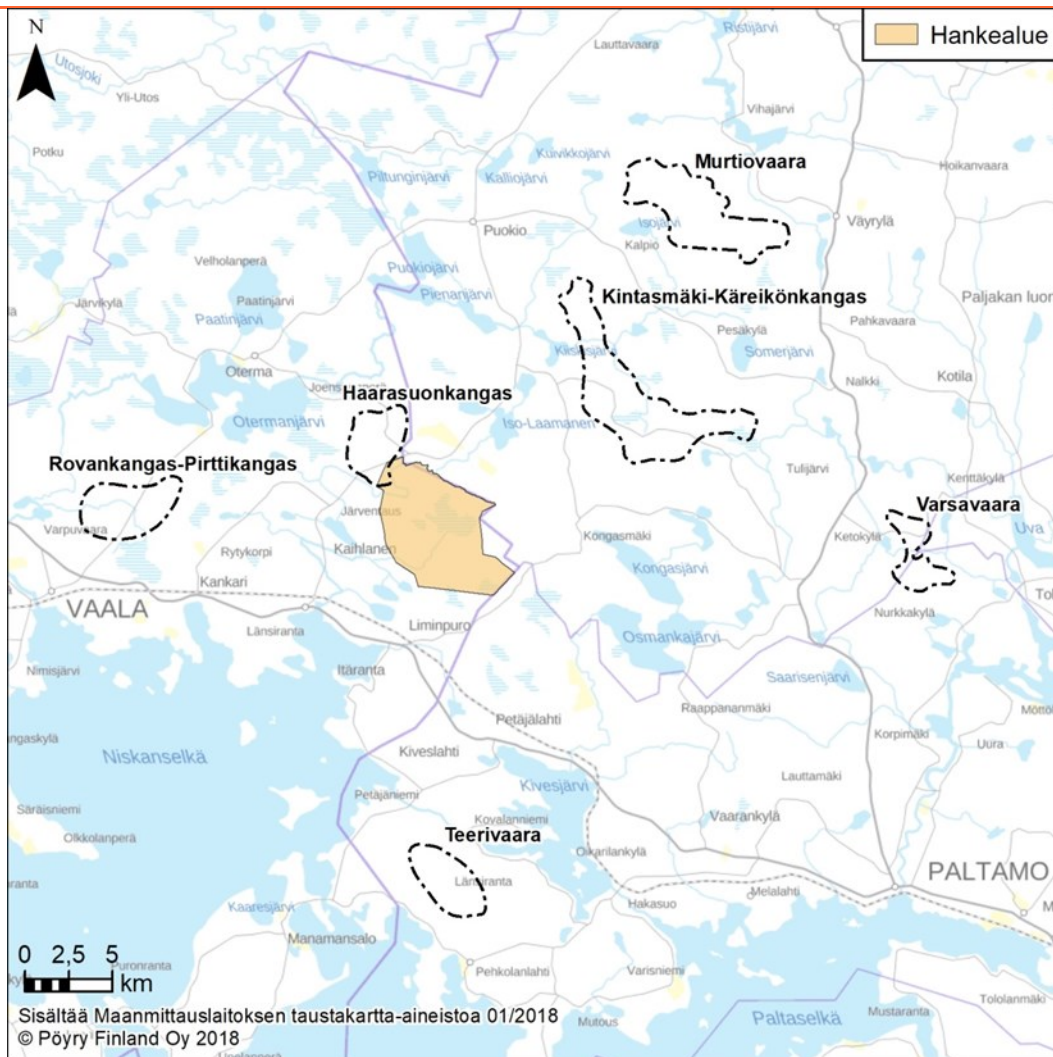 N
Hankealue
Ristijärvi
Lauttavaara
Utosjoki
Yli-Utos
Vihajärvi
Potku
Kuivikkojärvi
Hoikanvaara
Murtiovaara
Piltunginjärvi
Kalliojärvi
Isojärvi
Väyrylä
Puokio
Kalpio
Velholanperä
Puokiojärvi
Pienanjärvi
Kintasmäki-Käreikönkangas
Paljakan luon
Järvikylä
Paatinjärvi
Paatinjärvi
Pahkavaara
Pesäkylä
Kiiskisjärvi
Somerjärvi
Oterma
Nalkki
Kotila
Haarasuonkangas
Otermanjärvi
Iso-Laamanen
Rovankangas-Pirttikangas
Tulijärvi
Kenttäkylä
Varsavaara
Järventaus
Varpuvaara
Kongasmäki
Ketokylä
Uva
Rytykorpi
Kaihlanen
Kankari
Kongasjärvi
VAALA
Nurkkakylä
Länsiranta
Liminpuro
Osmankajärvi
Nimisjärvi
Itäranta
Saarisenjärvi
Raappananmäki
Petäjälahti
Korpimäki
Uura
Niskanselkä
Kiveslahti
Lauttamäki
Kivesjärvi
Petäjäniemi
Säräisniemi
Kovalanniemi
Vaarankylä
Olkkolanperä
Teerivaara
Oikarilankylä
PALTAMO
Länsiranta
Melalahti
Hakasuo
Kaaresjärvi
Manamansalo
0 2,5 5
km
Puronranta
Pehkolanlahti
Varisniemi
Tololanmäki
Mustaranta
Sisältää Maanmittauslaitoksen taustakartta-aineistoa 01/2018
Mutous
Paltaselkä
© Pöyry Finland Oy 2018